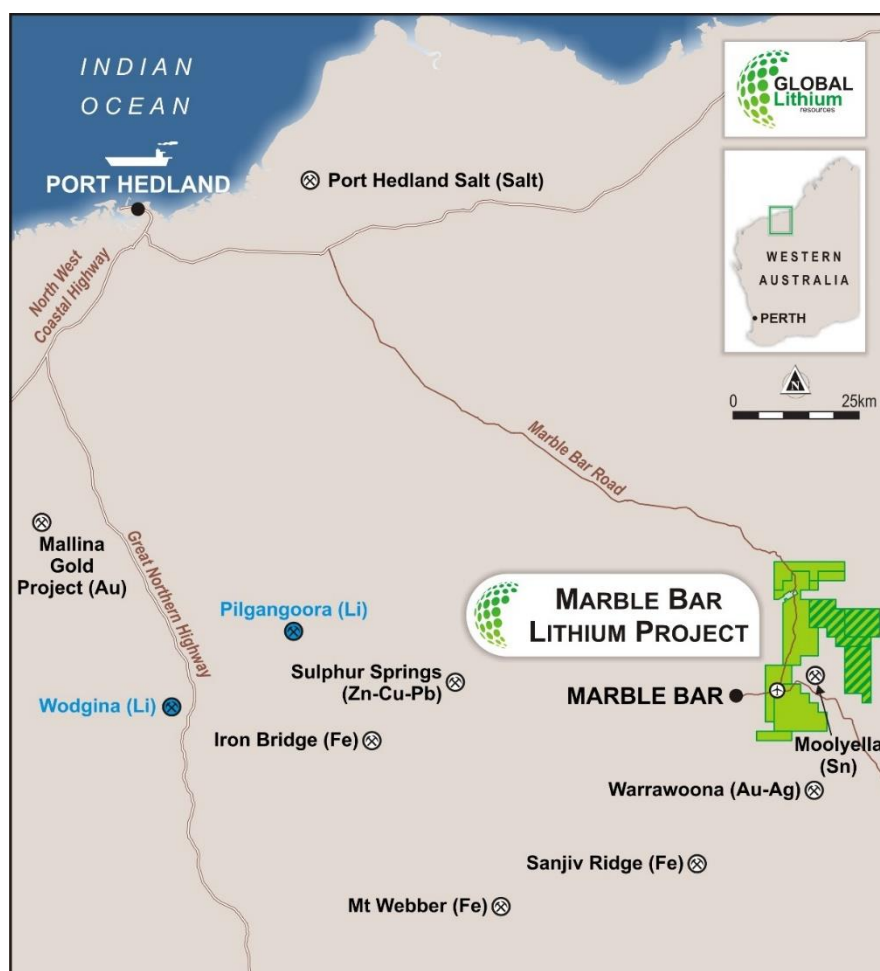 INDIAN
OCEAN
PORT HEDLAND
Port Hedland Salt (Salt)
GLOBAL
Lithium
resources
WESTERN
AUSTRALIA
PERTH
N
0 25km
North West
Coastal Highway
Marble Bar Road
Great Northern Highway
Mallina
Gold
Project (Au)
Pilgangoora (Li)
MARBLE BAR
LITHIUM PROJECT
Sulphur Springs
(Zn-Cu-Pb)
Wodgina (Li)
MARBLE BAR
Iron Bridge (Fe)
Moolyella
(Sn)
Warrawoona (Au-Ag)
Sanjiv Ridge (Fe)
Mt Webber (Fe)